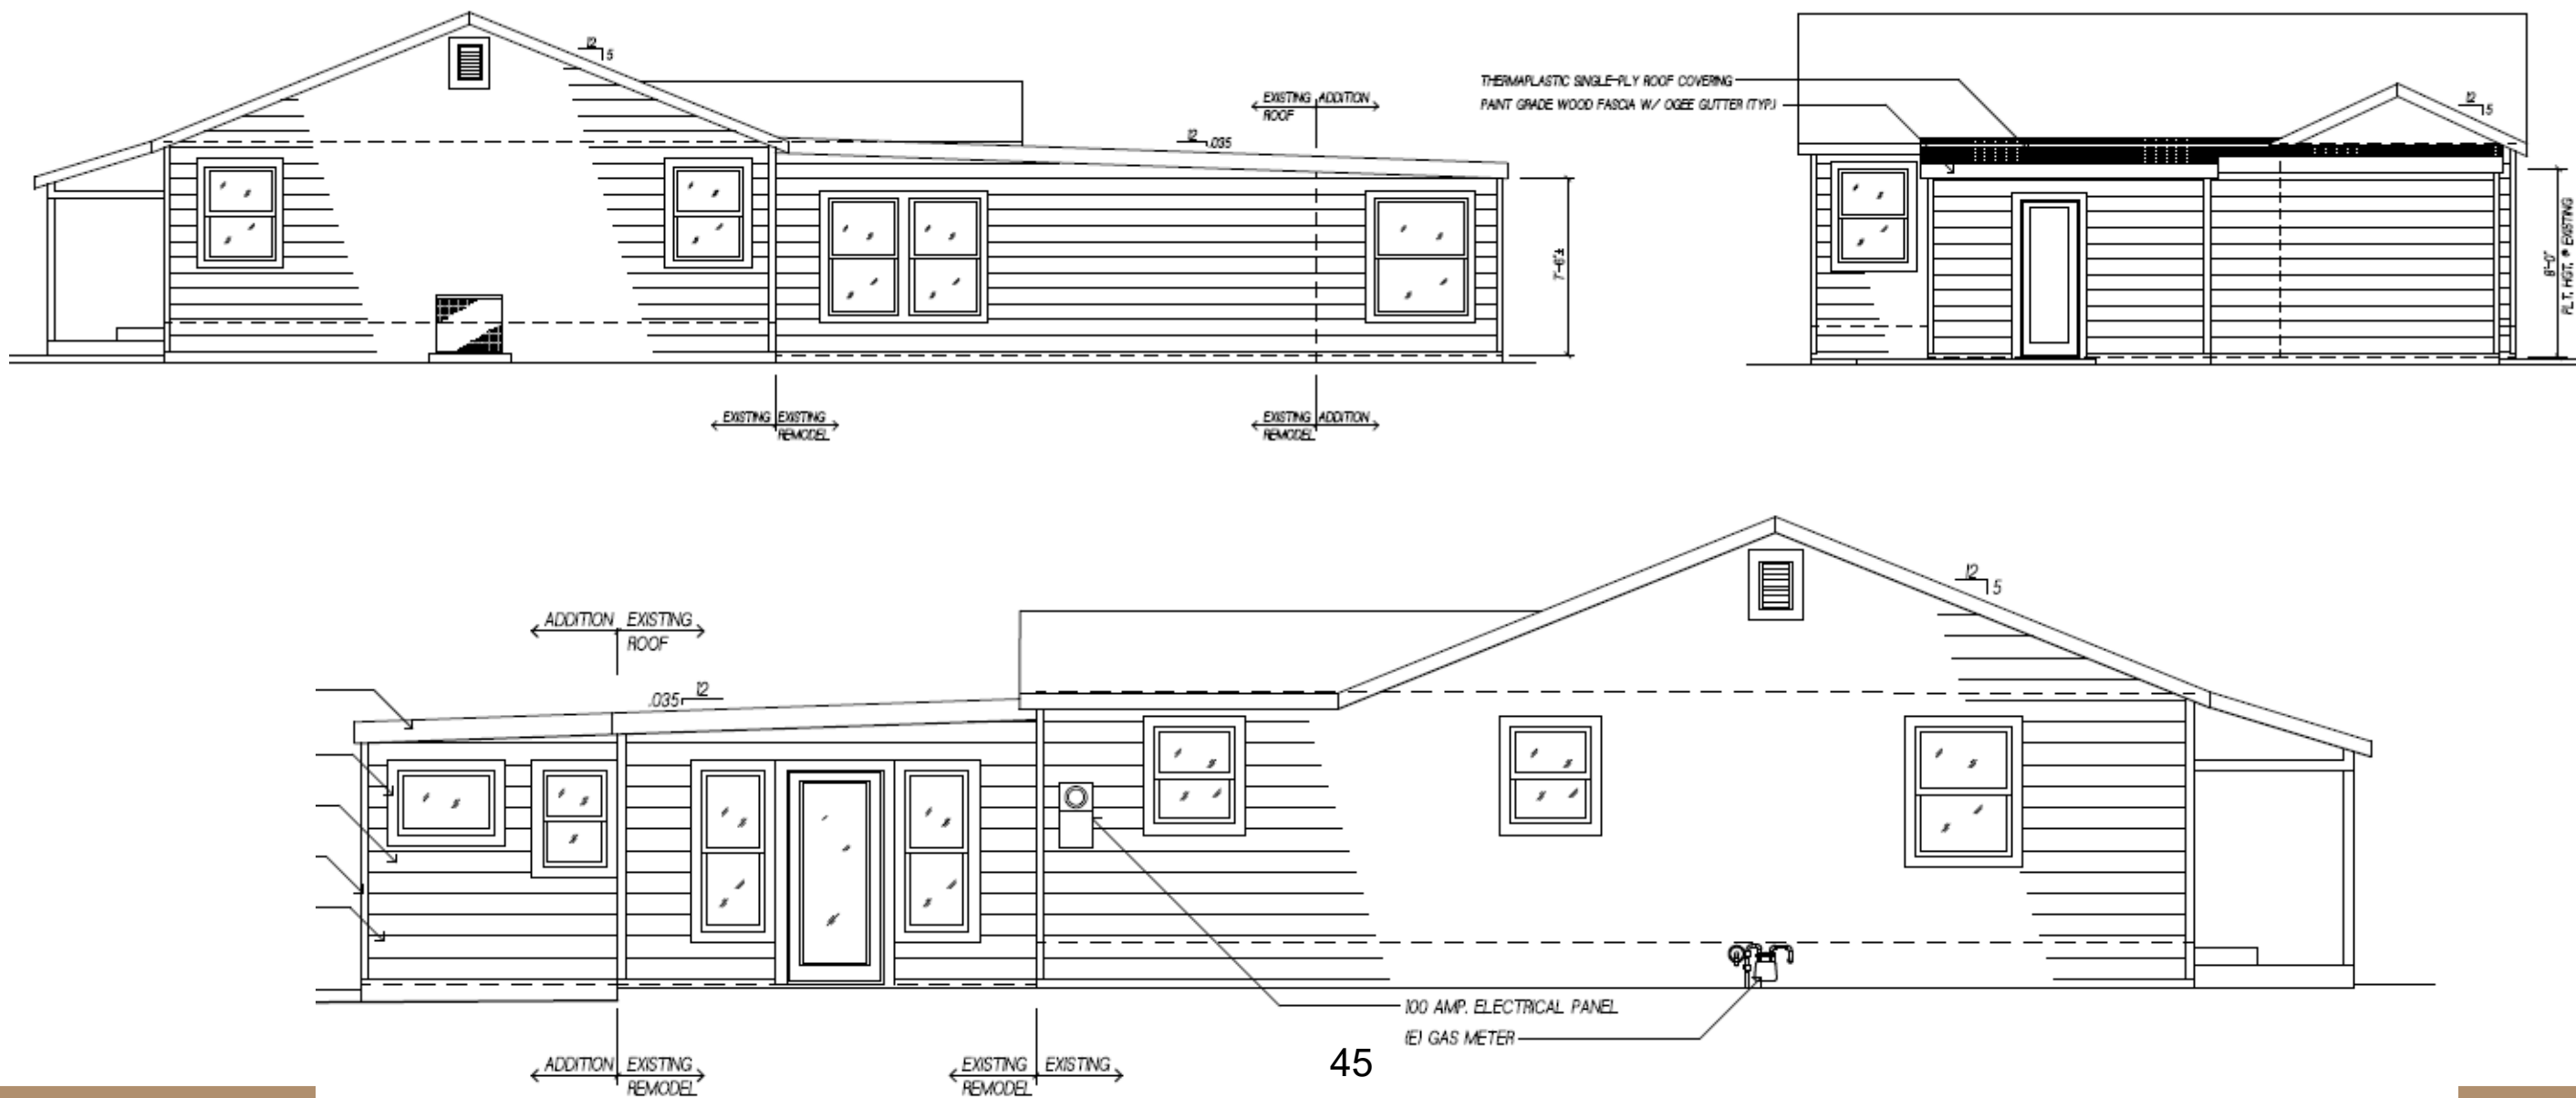 12
5
EXISTING ADDITION
ROOF
12
.035
7'-6"±
EXISTING EXISTING
REMODEL
EXISTING ADDITION
REMODEL
THERMAPLASTIC SINGLE-PLY ROOF COVERING
PAINT GRADE WOOD FASCIA W/ OGEE GUTTER (TYP.)
12
5
8'-0"
PLT. HGT. @ EXISTING
ADDITION EXISTING
ROOF
.035 12
12
5
100 AMP. ELECTRICAL PANEL
(E) GAS METER
ADDITION EXISTING
REMODEL
EXISTING EXISTING
REMODEL
45